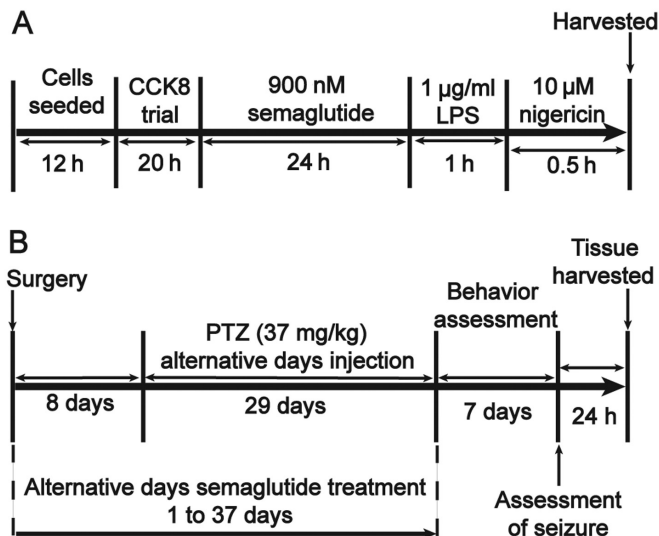 A
Harvested
Cells
seeded
CCK8
trial
900 nM
semaglutide
1 μg/ml
LPS
10 μM
nigericin
12 h
20 h
24 h
1 h
0.5 h
B
Surgery
Tissue
harvested
Behavior
assessment
PTZ (37 mg/kg)
alternative days injection
8 days
29 days
7 days
24 h
Alternative days semaglutide treatment
1 to 37 days
Assessment
of seizure